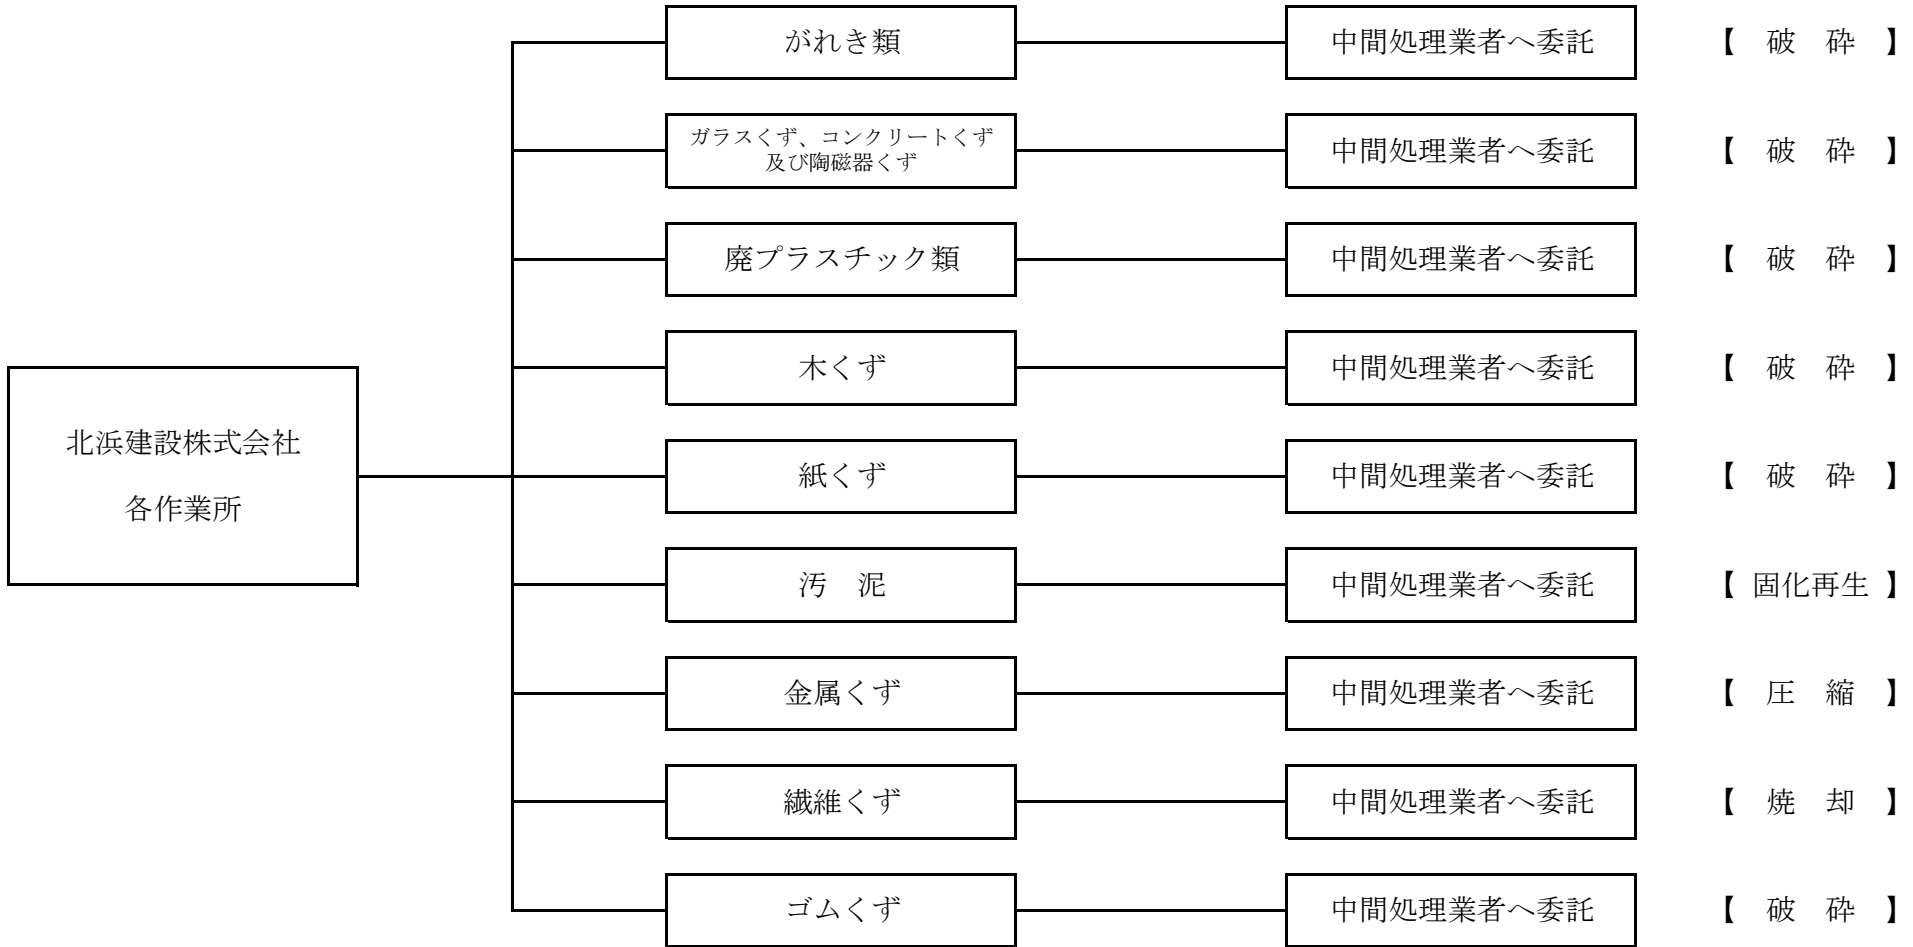 がれき類
中間処理業者へ委託
【　破　砕　】
ガラスくず、コンクリートくず
及び陶磁器くず
中間処理業者へ委託
【　破　砕　】
廃プラスチック類
中間処理業者へ委託
【　破　砕　】
木くず
中間処理業者へ委託
【　破　砕　】
北浜建設株式会社
各作業所
紙くず
中間処理業者へ委託
【　破　砕　】
汚　泥
中間処理業者へ委託
【 固化再生 】
金属くず
中間処理業者へ委託
【　圧　縮　】
繊維くず
中間処理業者へ委託
【　焼　却　】
ゴムくず
中間処理業者へ委託
【　破　砕　】